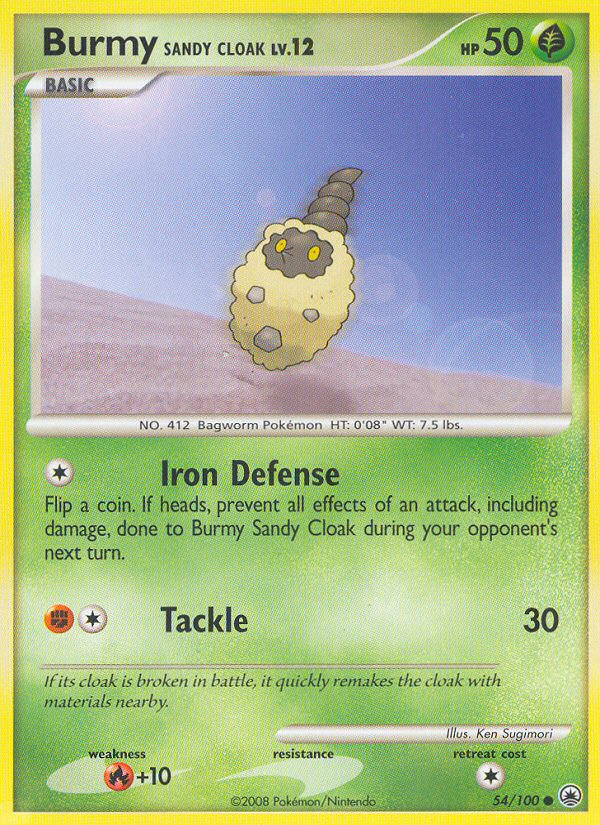 Burmy SANDY CLOAK LV.12 HP 50
BASIC
NO. 412 Bagworm Pokémon HT: 0'08" WT: 7.5 lbs.
Iron Defense
Flip a coin. If heads, prevent all effects of an attack, including
damage, done to Burmy Sandy Cloak during your opponent's
next turn.
Tackle 30
If its cloak is broken in battle, it quickly remakes the cloak with
materials nearby.
Illus. Ken Sugimori
weakness resistance retreat cost
+10
©2008 Pokémon/Nintendo 54/100